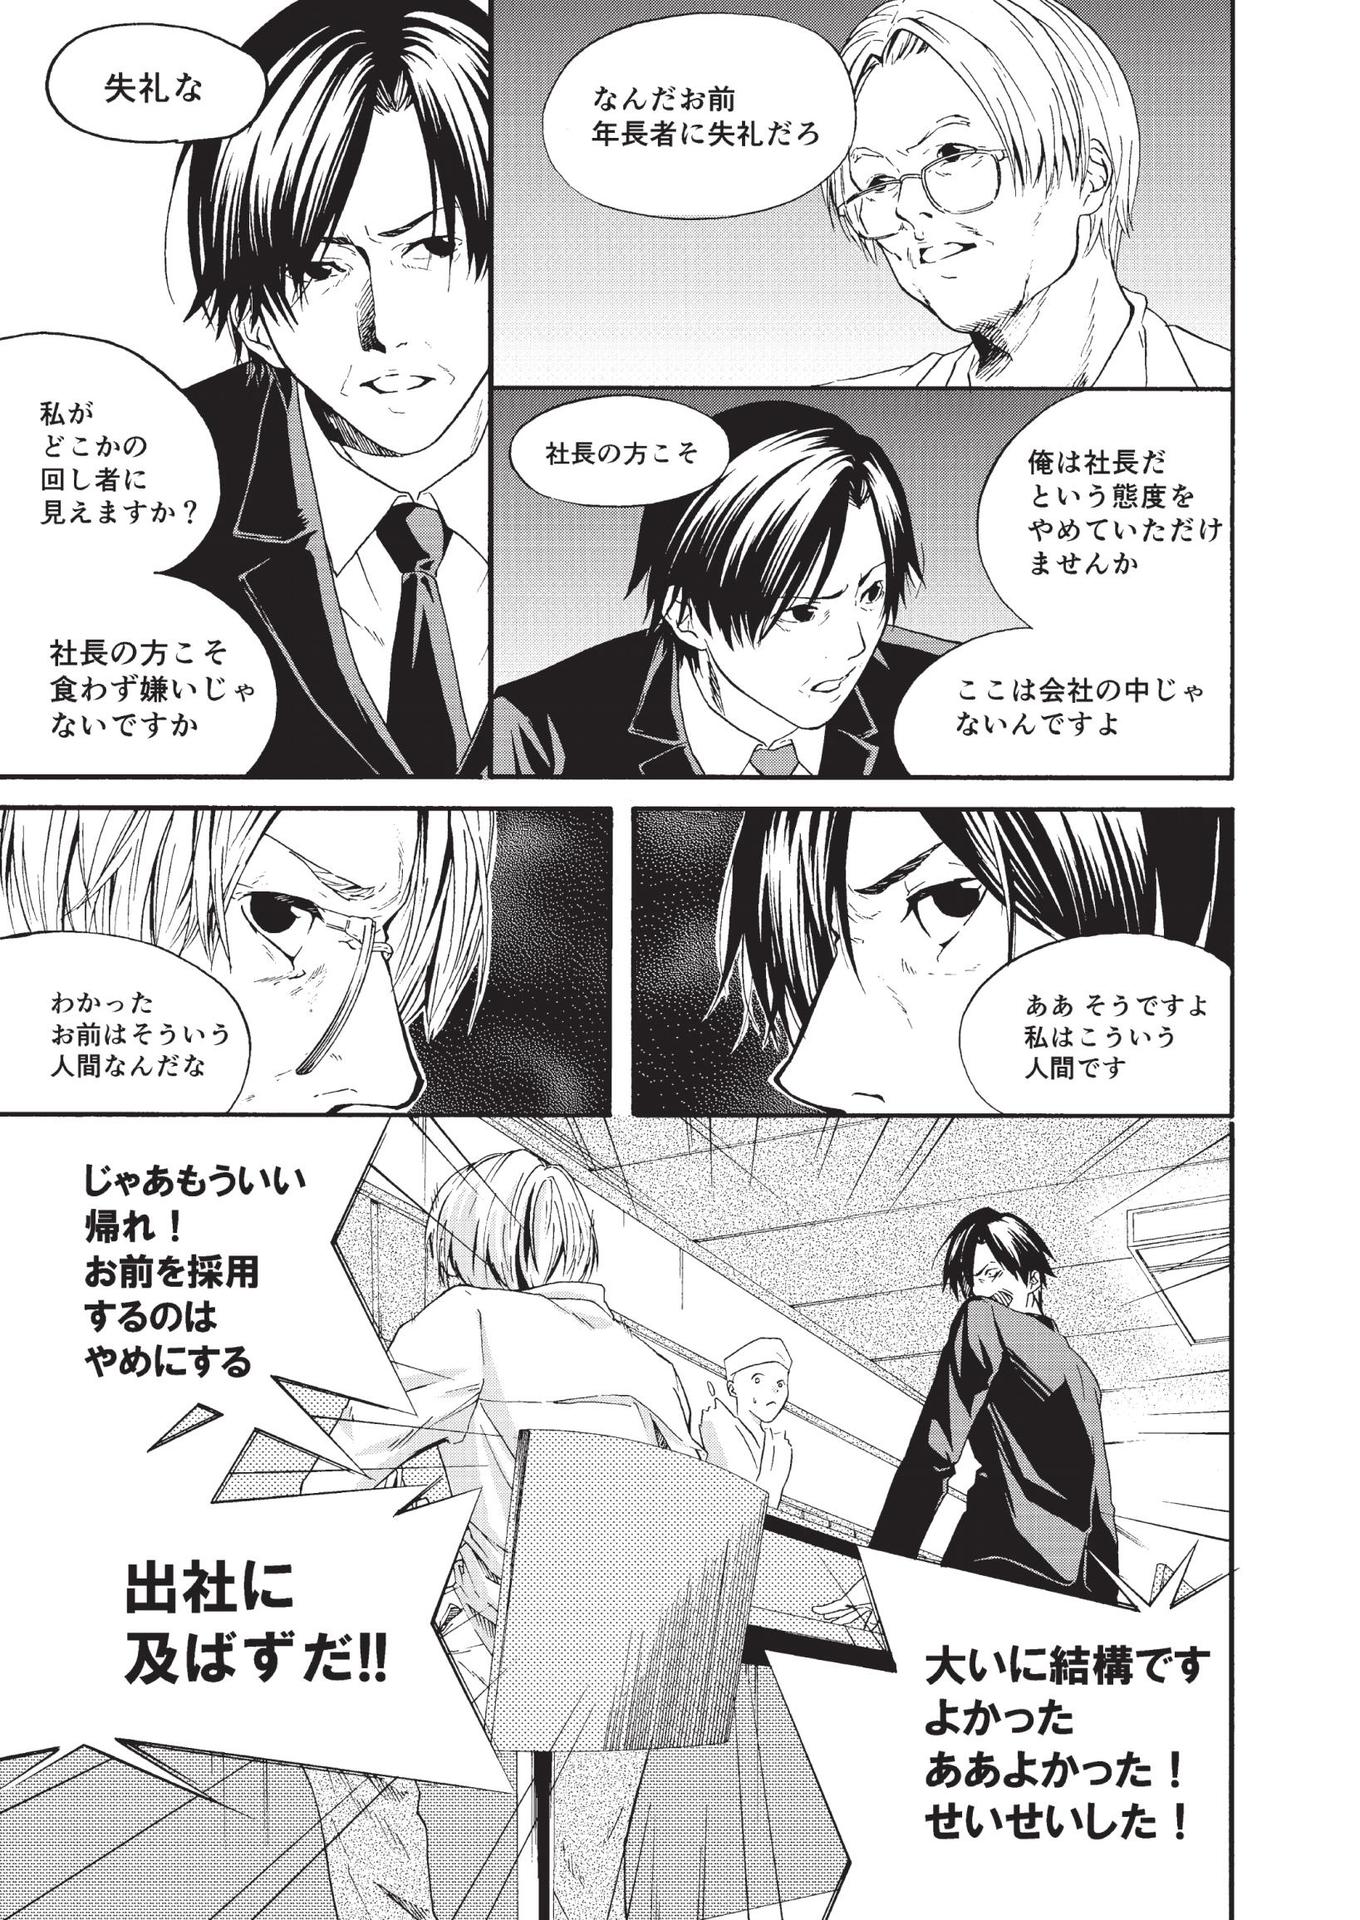 失礼な
私が
どこかの
回し者に
見えますか？
社長の方こそ
食わず嫌いじゃ
ないですか
なんだお前
年長者に失礼だろ
社長の方こそ
俺は社長だ
という態度を
やめていただけ
ませんか
ここは会社の中じゃ
ないんですよ
わかった
お前はそういう
人間なんだな
ああ そうですよ
私はこういう
人間です
じゃあもういい
帰れ！
お前を採用
するのは
やめにする
出社に
及ばずだ!!
大いに結構です
よかった
ああよかった！
せいせいした！